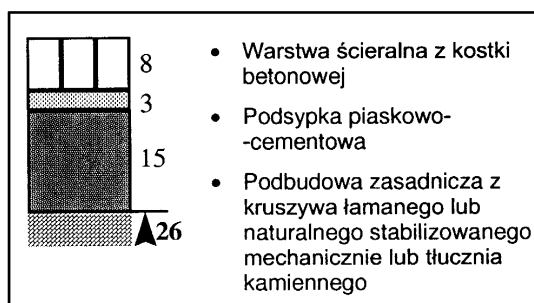 8
3
15
26
• Warstwa ścieralna z kostki
betonowej
• Podsypka piaskowo-
-cementowa
• Podbudowa zasadnicza z
kruszywa łamanego lub
naturalnego stabilizowanego
mechanicznie lub tłucznia
kamiennego